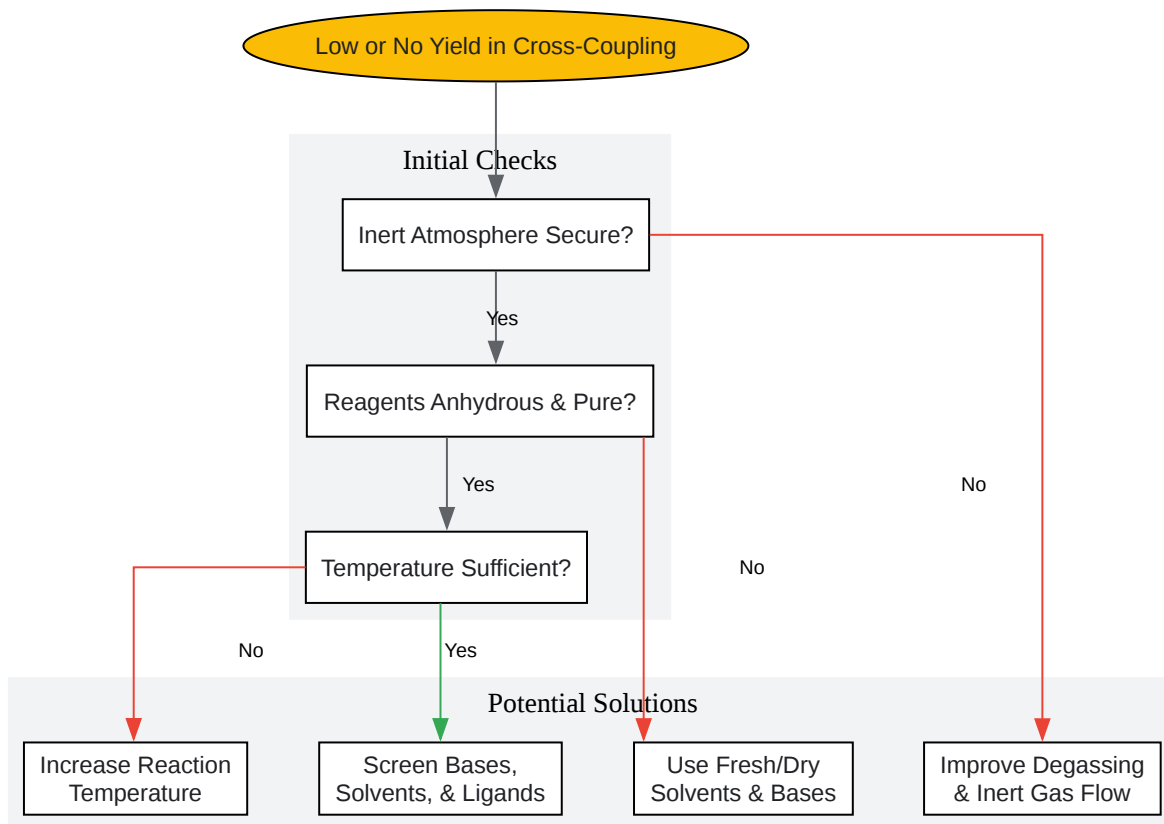 Low or No Yield in Cross-Coupling
Initial Checks
Inert Atmosphere Secure?
Yes
Reagents Anhydrous & Pure?
Yes
No
Temperature Sufficient?
No
No
Yes
Potential Solutions
Increase Reaction
Temperature
Screen Bases,
Solvents, & Ligands
Use Fresh/Dry
Solvents & Bases
Improve Degassing
& Inert Gas Flow